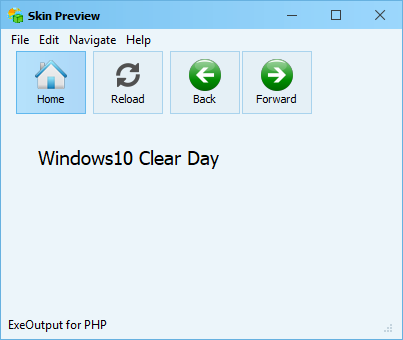 Skin Preview
File Edit Navigate Help
Home Reload Back Forward
Windows10 Clear Day
ExeOutput for PHP